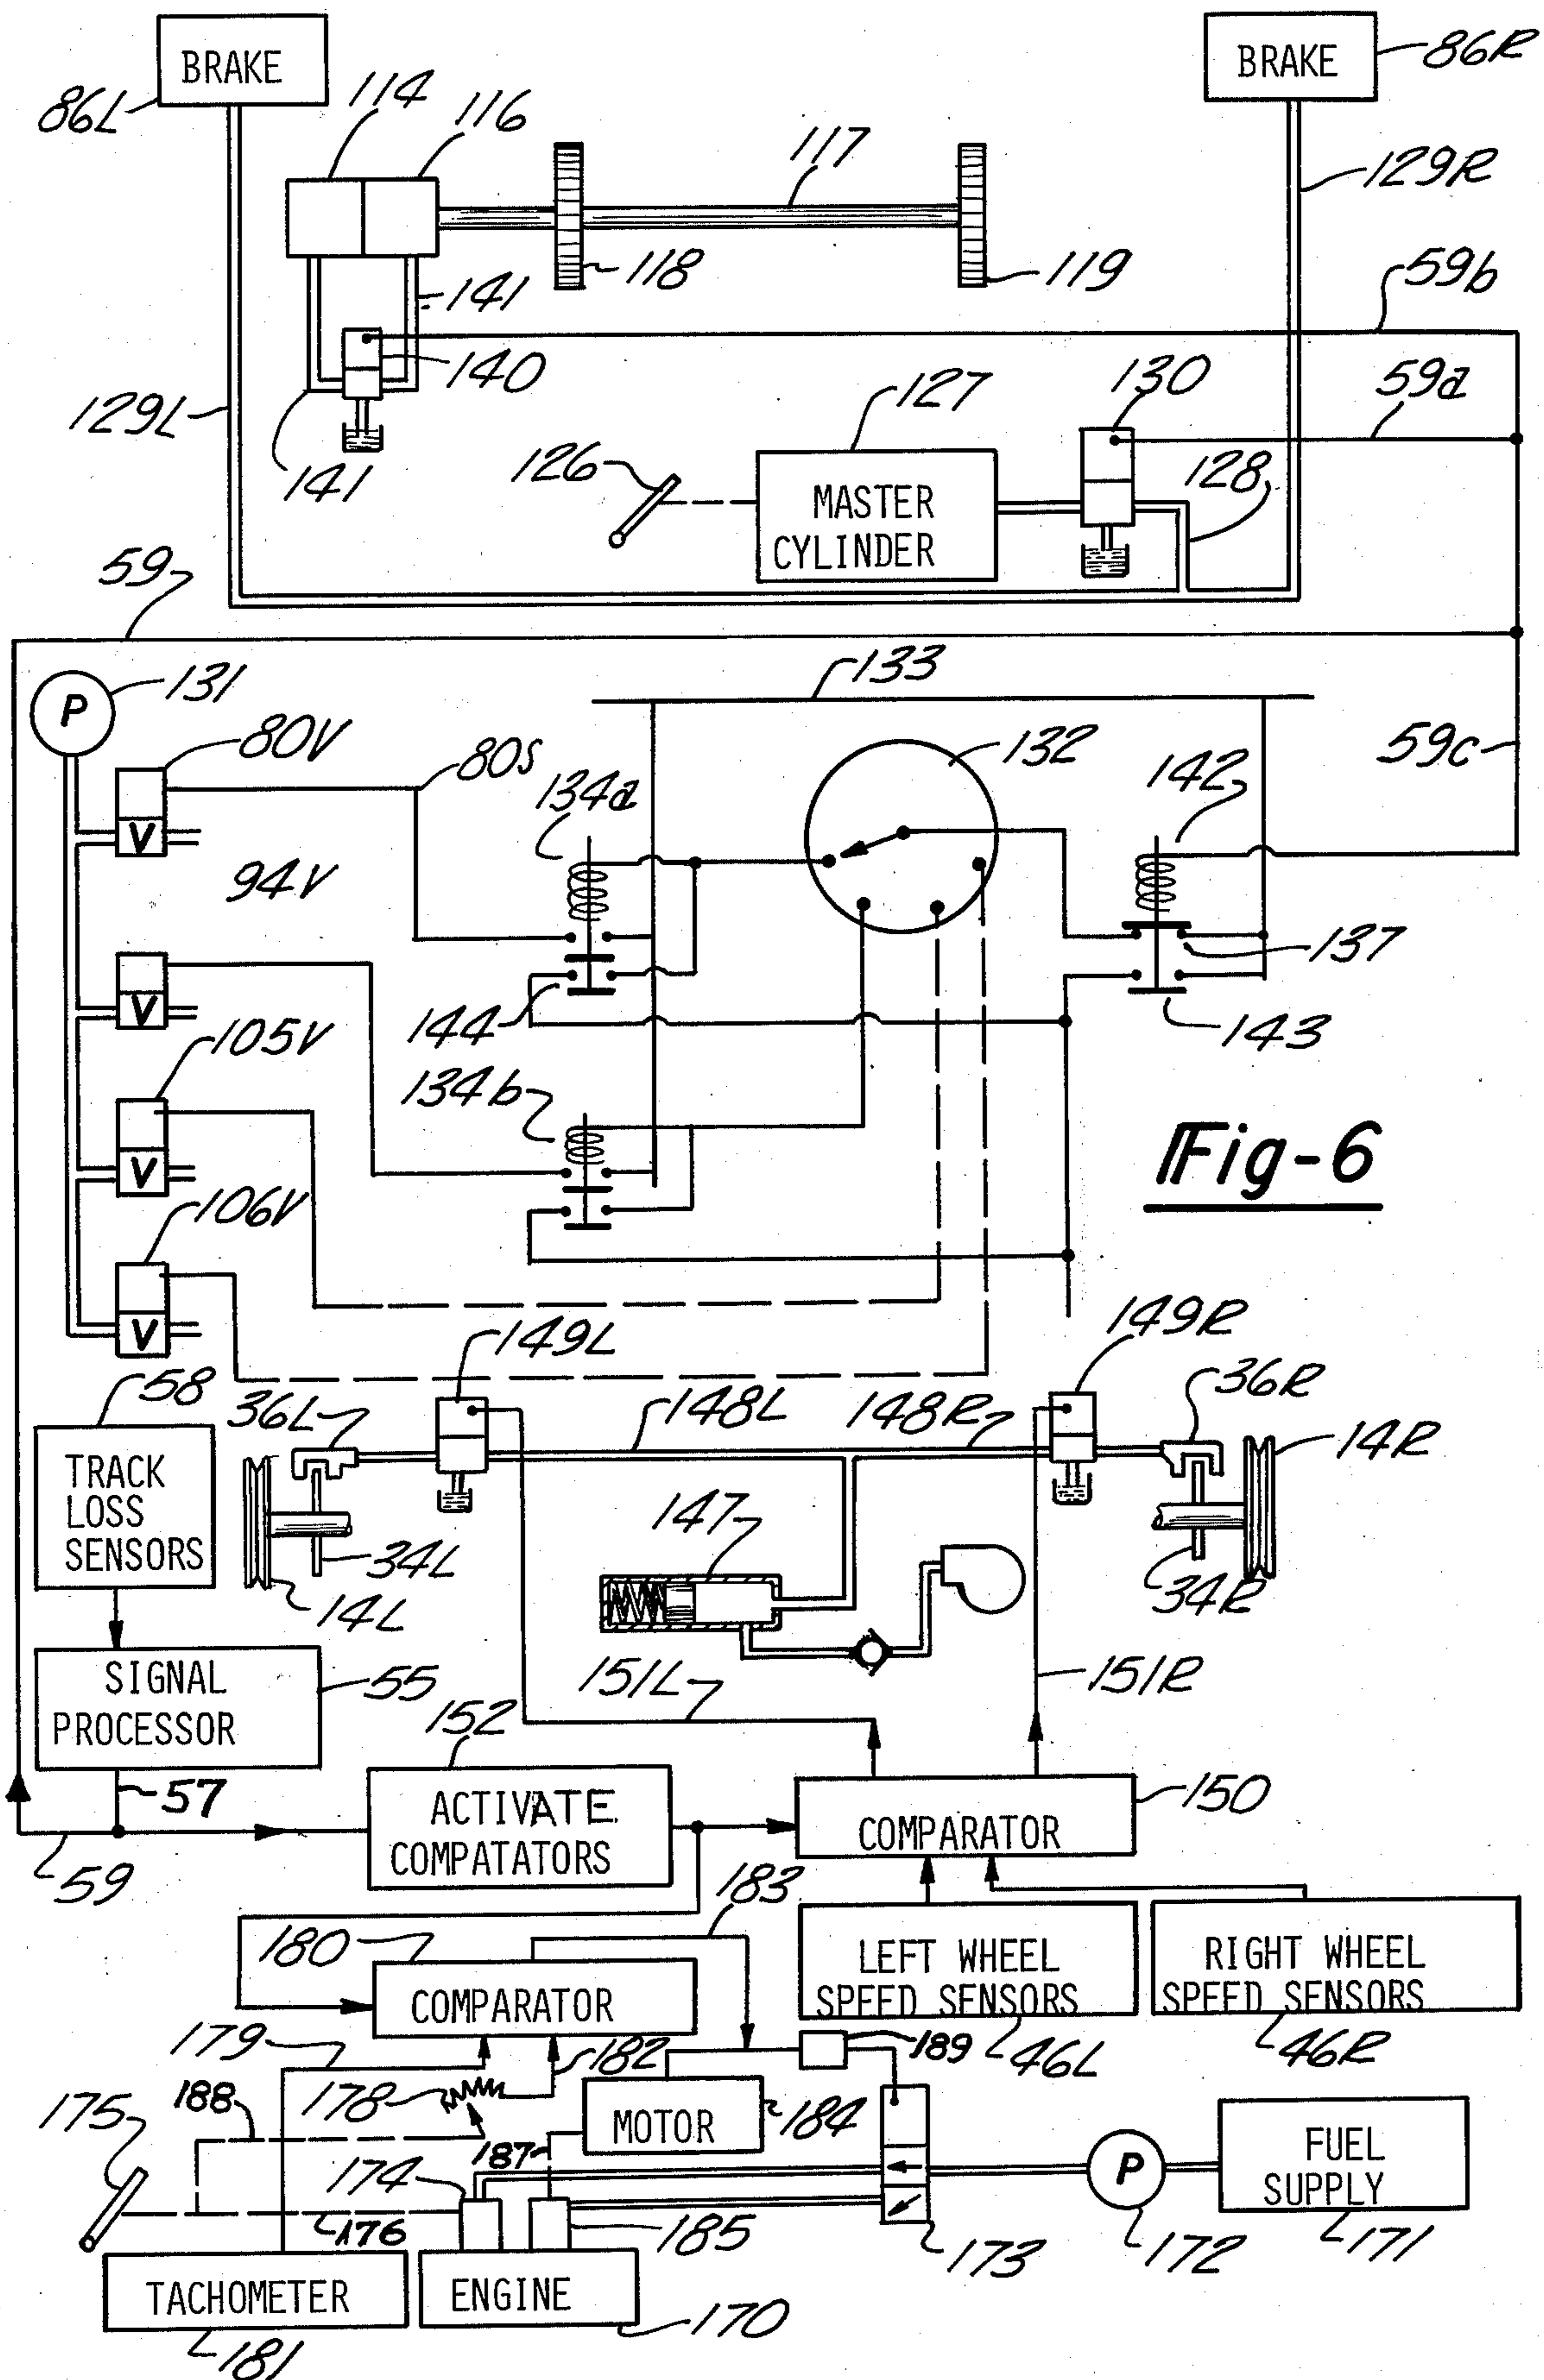 BRAKE
86L
114
116
117
BRAKE
86R
129R
118
119
59b
141
140
129L
141
126
127
MASTER
CYLINDER
130
59a
128
59
P
131
133
80V
80S
134a
132
142
59c
V
94V
137
V
144
143
105V
134b
V
Fig-6
106V
V
58
36L
149L
148L
148R
149R
36R
14R
TRACK
LOSS
SENSORS
34L
14L
147
34R
SIGNAL
PROCESSOR
55
151L
151R
57
152
ACTIVATE
COMPATATORS
150
COMPARATOR
59
183
180
COMPARATOR
LEFT WHEEL
SPEED SENSORS
RIGHT WHEEL
SPEED SENSORS
179
182
189
46L
46R
175
188
178
MOTOR
184
187
174
FUEL
SUPPLY
P
176
185
173
172
171
TACHOMETER
ENGINE
170
181